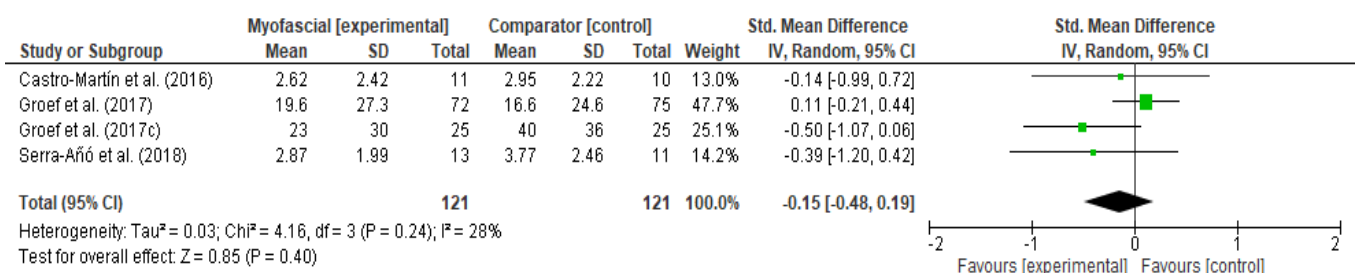 Myofascial [experimental] Comparator [control] Std. Mean Difference Std. Mean Difference
Study or Subgroup Mean SD Total Mean SD Total Weight IV, Random, 95% CI IV, Random, 95% CI
Castro-Martín et al. (2016) 2.62 2.42 11 2.95 2.22 10 13.0% -0.14 [-0.99, 0.72]
Groef et al. (2017) 19.6 27.3 72 16.6 24.6 75 47.7% 0.11 [-0.21, 0.44]
Groef et al. (2017c) 23 30 25 40 36 25 25.1% -0.50 [-1.07, 0.06]
Serra-Añó et al. (2018) 2.87 1.99 13 3.77 2.46 11 14.2% -0.39 [-1.20, 0.42]
Total (95% CI) 121 121 100.0% -0.15 [-0.48, 0.19]
Heterogeneity: Tau² = 0.03; Chi² = 4.16, df = 3 (P = 0.24); I² = 28%
Test for overall effect: Z = 0.85 (P = 0.40)
-2 -1 0 1 2
Favours [experimental] Favours [control]